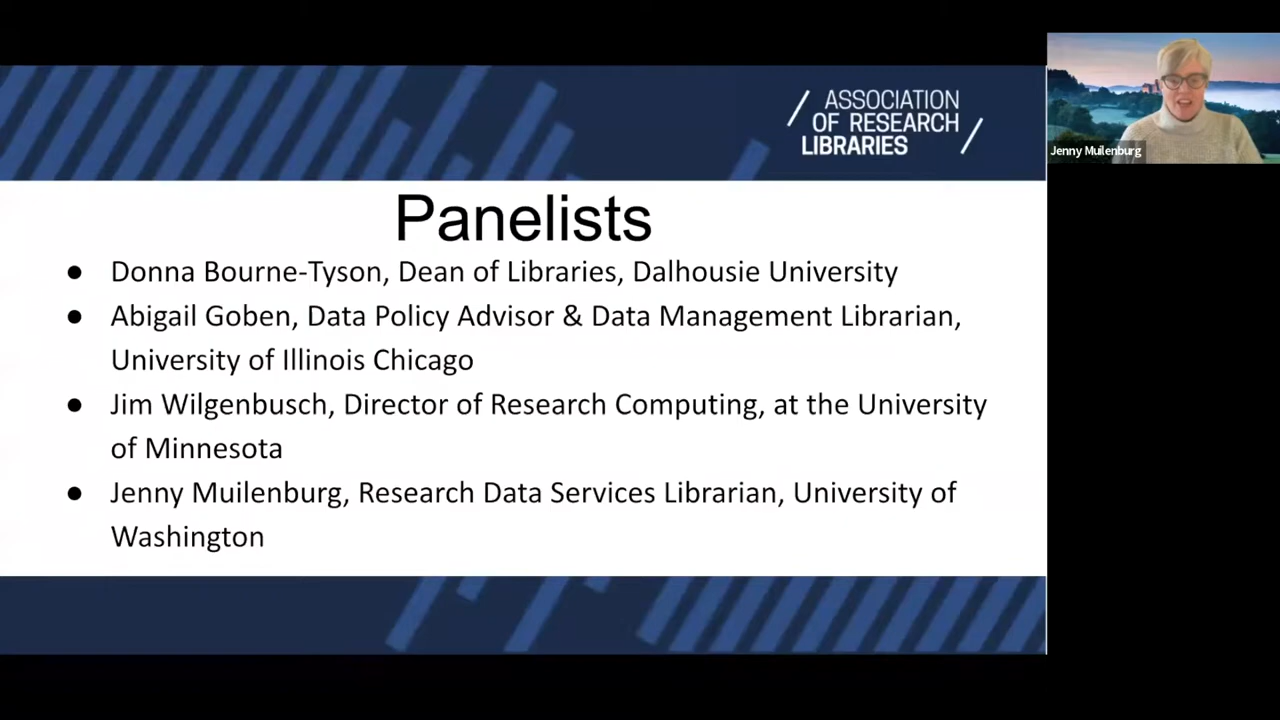 ASSOCIATION
OF RESEARCH
LIBRARIES
Jenny Muilenburg
Panelists
● Donna Bourne-Tyson, Dean of Libraries, Dalhousie University
● Abigail Goben, Data Policy Advisor & Data Management Librarian,
University of Illinois Chicago
● Jim Wilgenbusch, Director of Research Computing, at the University
of Minnesota
● Jenny Muilenburg, Research Data Services Librarian, University of
Washington